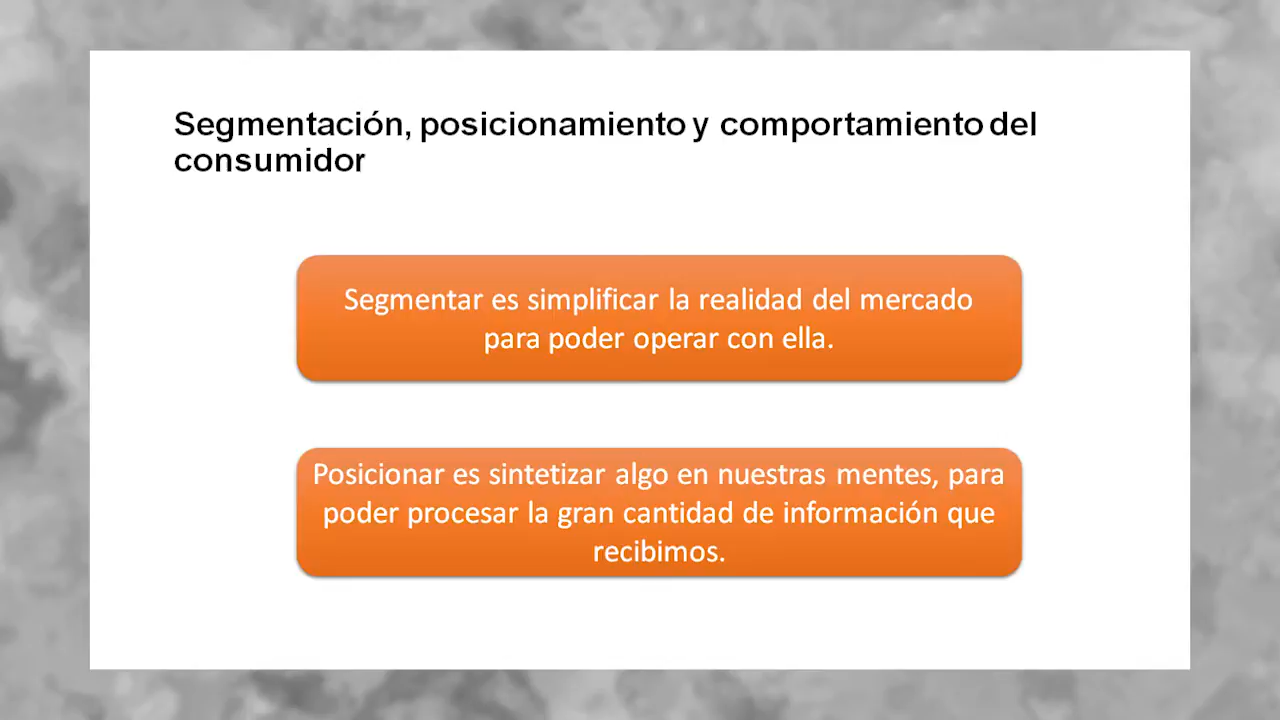 Segmentación, posicionamiento y comportamiento del
consumidor
Segmentar es simplificar la realidad del mercado
para poder operar con ella.
Posicionar es sintetizar algo en nuestras mentes, para
poder procesar la gran cantidad de información que
recibimos.